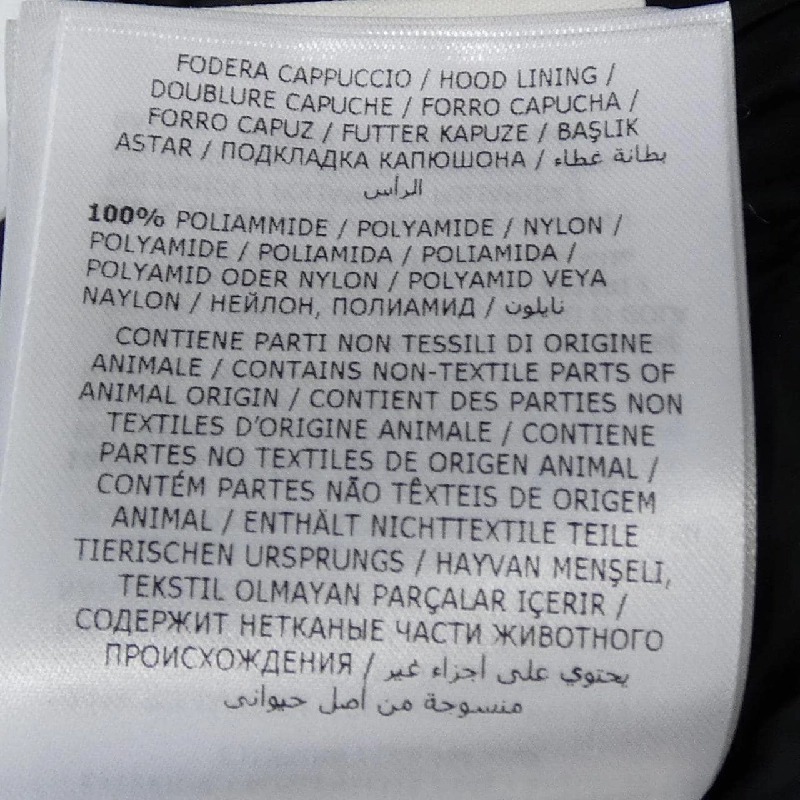 FODERA CAPPUCCIO / HOOD LINING /
DOUBLURE CAPUCHE / FORRO CAPUCHA /
FORRO CAPUZ / FUTTER KAPUZE / BAŞLIK
ASTAR / ПОДКЛАДКА КАПЮШОНА / بطانة غطاء
الرأس
100% POLIAMMIDE / POLYAMIDE / NYLON /
POLYAMIDE / POLIAMIDA / POLIAMIDA /
POLYAMID ODER NYLON / POLYAMID VEYA
NAYLON / НЕЙЛОН, ПОЛИАМИД / نايلون
CONTIENE PARTI NON TESSILI DI ORIGINE
ANIMALE / CONTAINS NON-TEXTILE PARTS OF
ANIMAL ORIGIN / CONTIENT DES PARTIES NON
TEXTILES D'ORIGINE ANIMALE / CONTIENE
PARTES NO TEXTILES DE ORIGEN ANIMAL /
CONTÉM PARTES NÃO TÊXTEIS DE ORIGEM
ANIMAL / ENTHÄLT NICHTTEXTILE TEILE
TIERISCHEN URSPRUNGS / HAYVAN MENŞELİ,
TEKSTIL OLMAYAN PARÇALAR IÇERIR /
СОДЕРЖИТ НЕТКАНЫЕ ЧАСТИ ЖИВОТНОГО
ПРОИСХОЖДЕНИЯ / يحتوي على أجزاء غير
منسوجة من أصل حيوانى